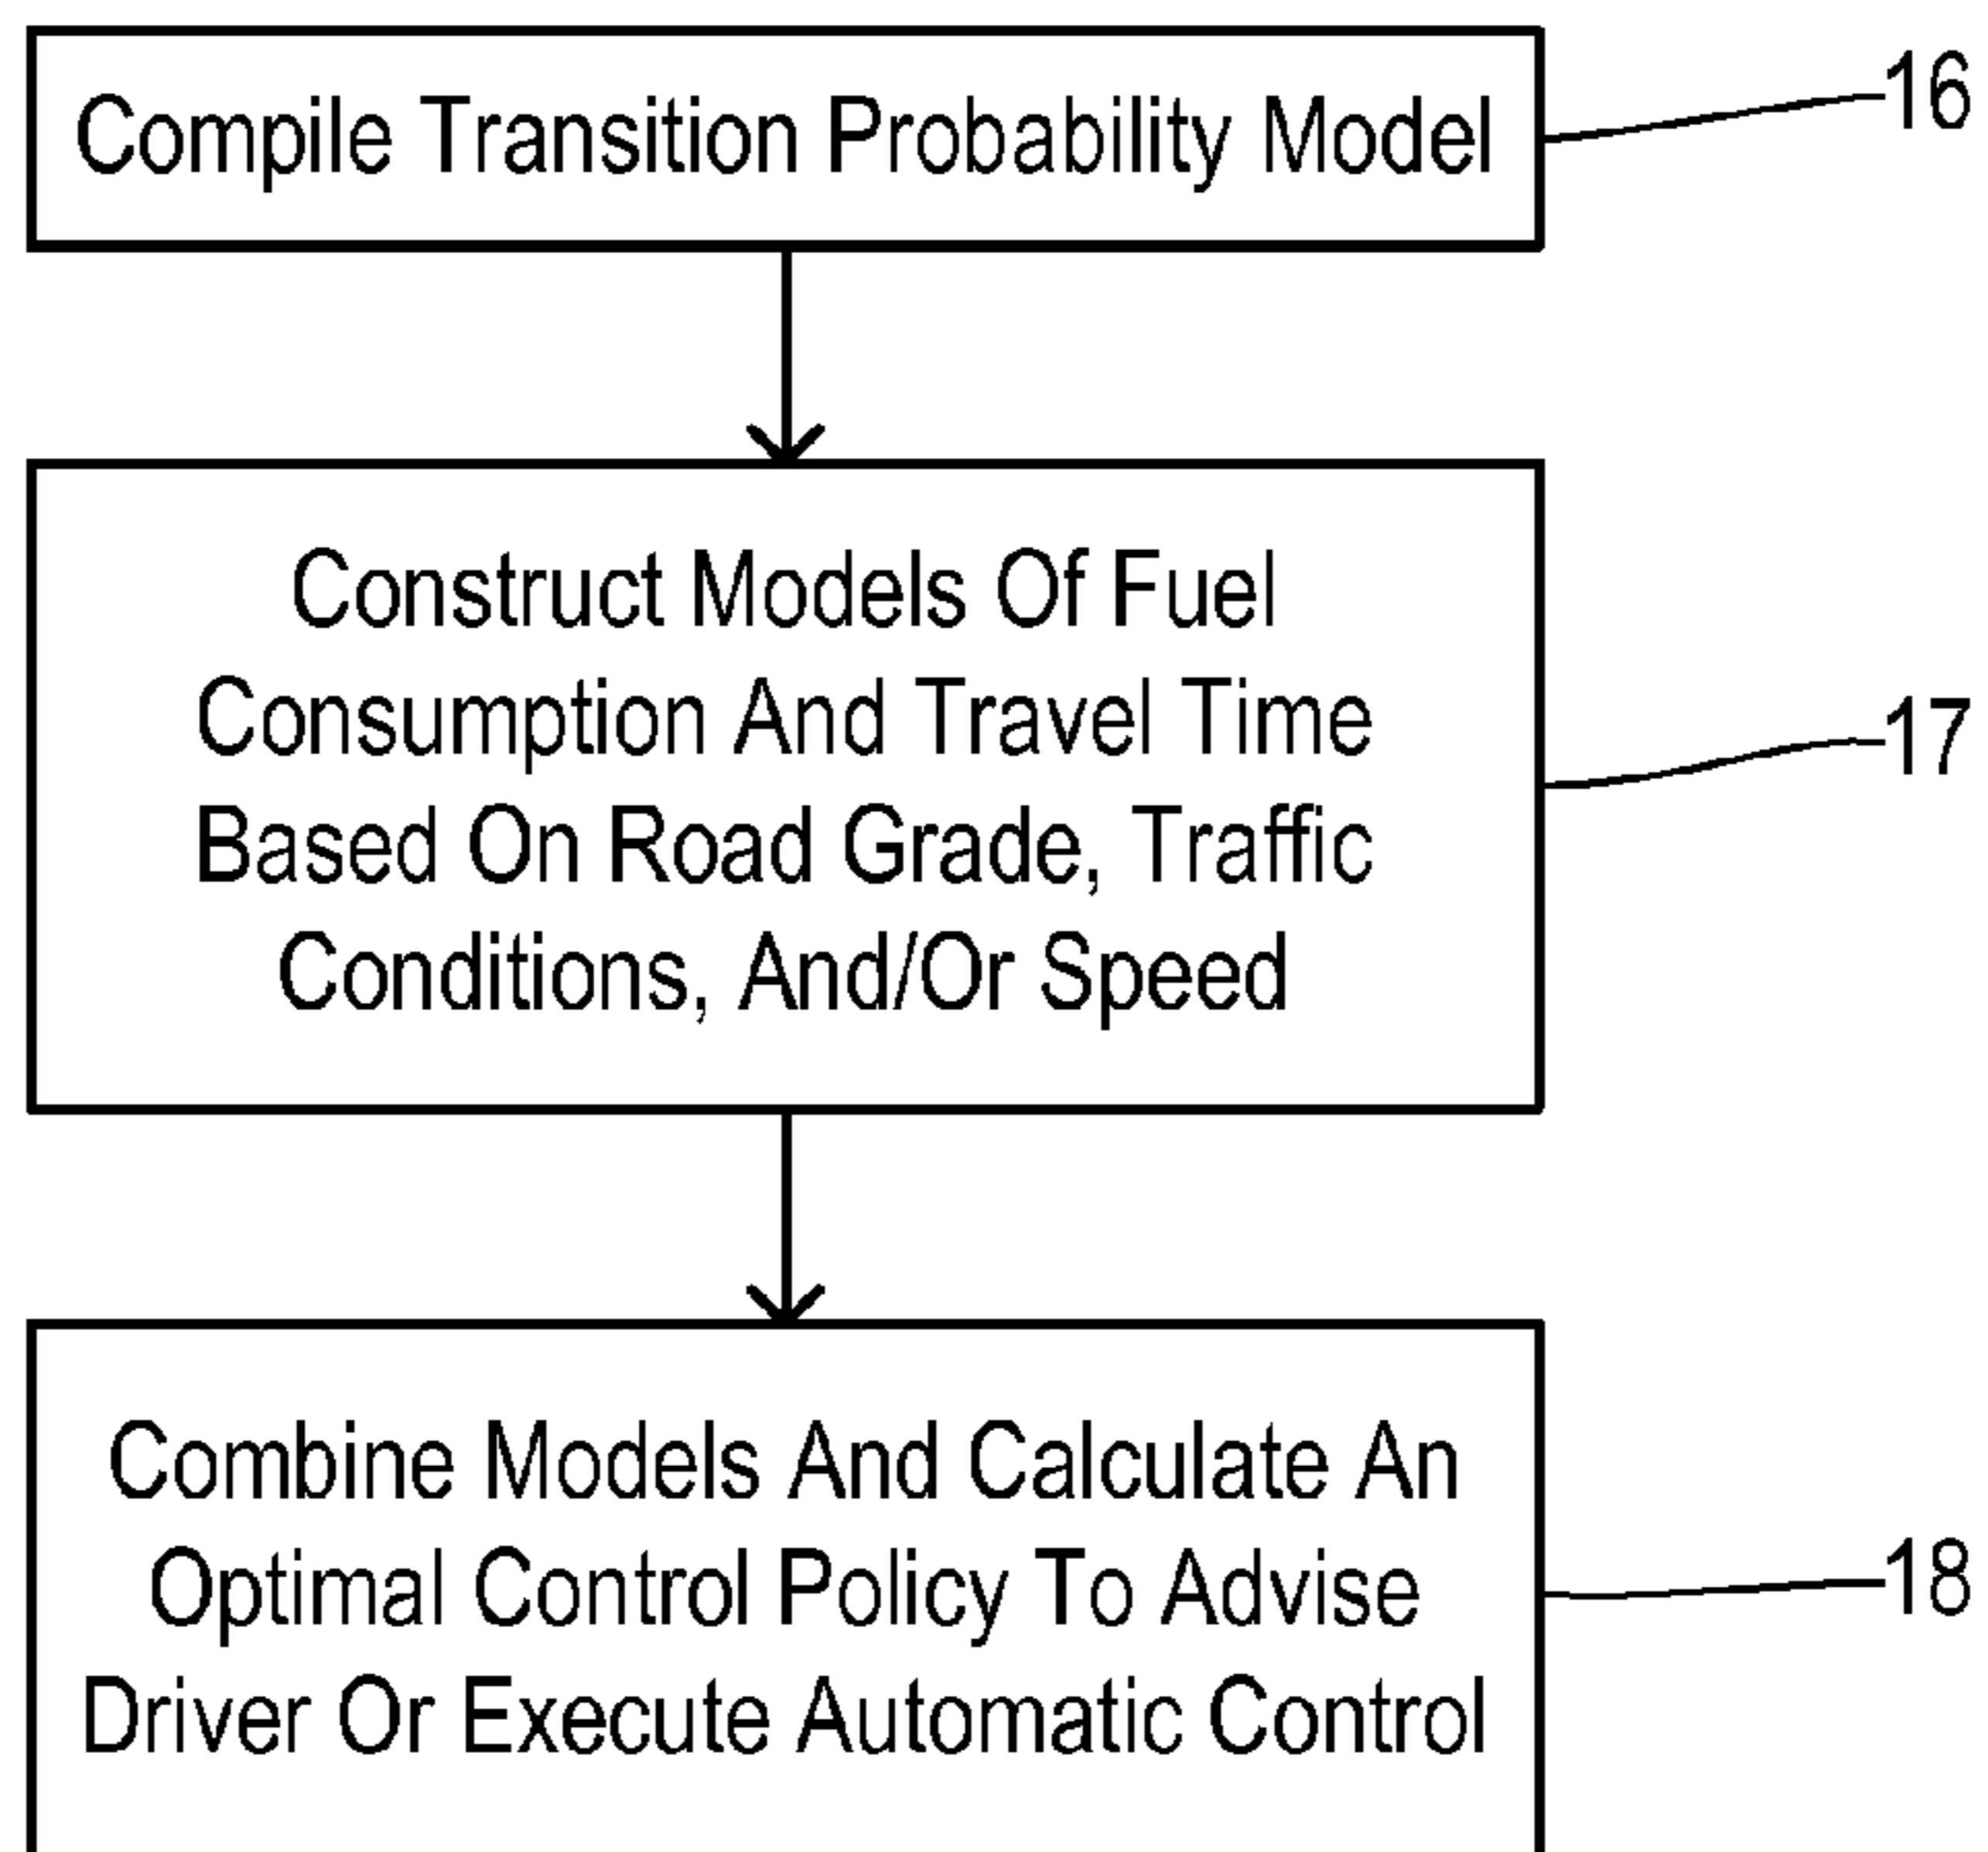 Compile Transition Probability Model
16
Construct Models Of Fuel
Consumption And Travel Time
Based On Road Grade, Traffic
Conditions, And/Or Speed
17
Combine Models And Calculate An
Optimal Control Policy To Advise
Driver Or Execute Automatic Control
18